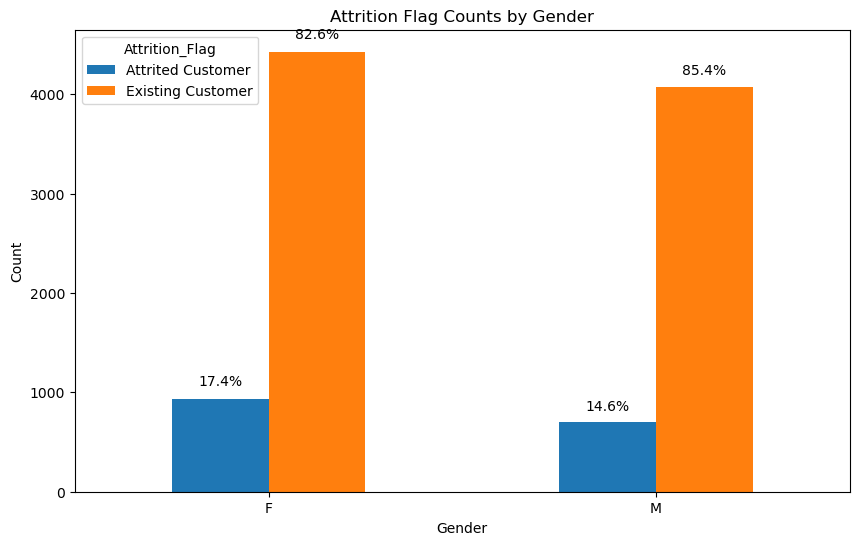 Attrition Flag Counts by Gender
Attrition_Flag
Attrited Customer
Existing Customer
82.6%
85.4%
17.4%
14.6%
Count
4000
3000
2000
1000
0
F
M
Gender